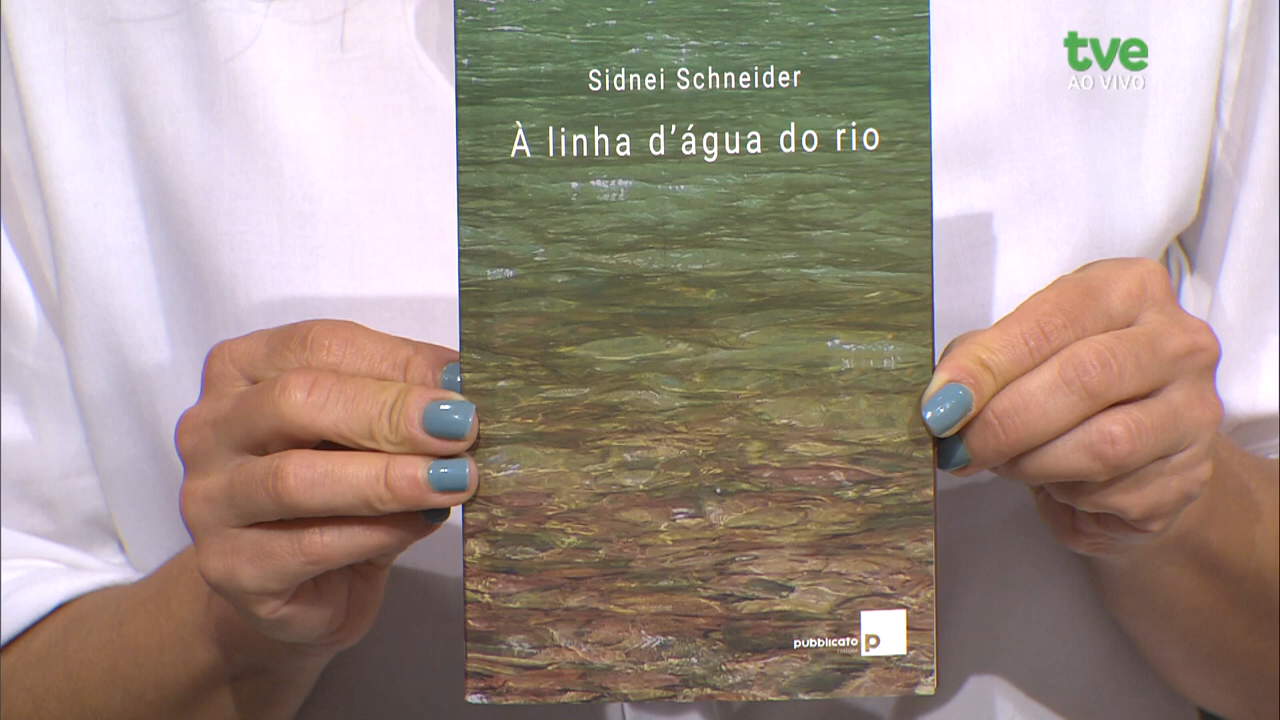 Sidnei Schneider
À linha d'água do rio
tve
AO VIVO
pubblicato
p